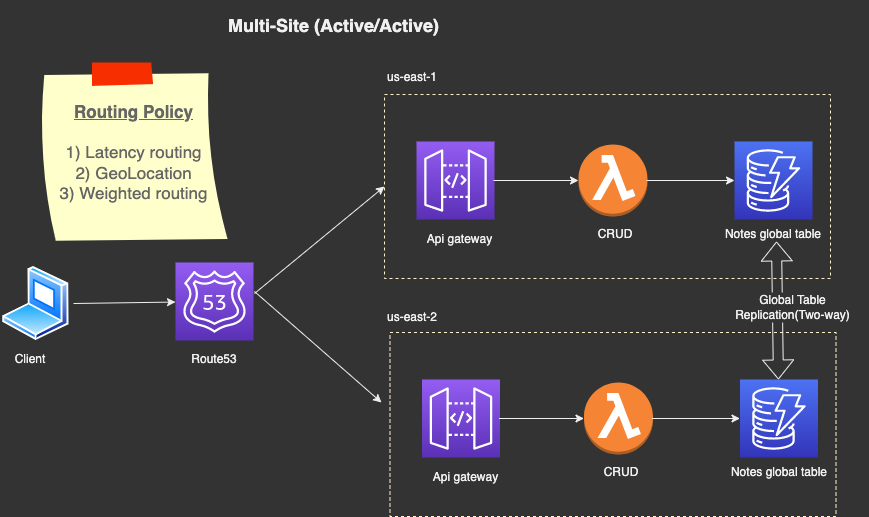 Multi-Site (Active/Active)
Routing Policy
1) Latency routing
2) GeoLocation
3) Weighted routing
us-east-1
</>
Api gateway
CRUD
Notes global table
Client
53
Route53
Global Table
Replication(Two-way)
us-east-2
</>
Api gateway
CRUD
Notes global table